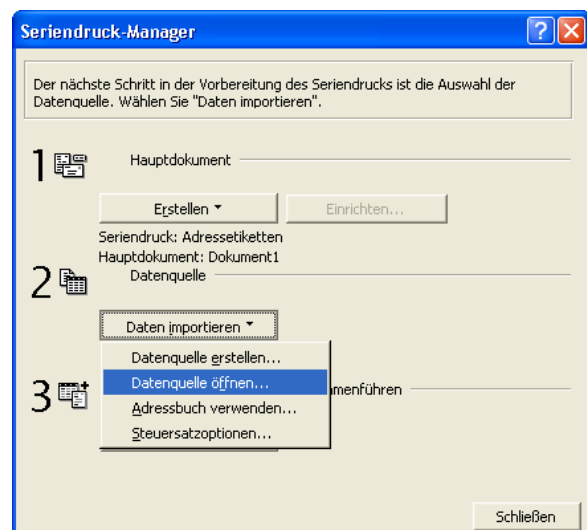 Seriendruck-Manager
Der nächste Schritt in der Vorbereitung des Seriendrucks ist die Auswahl der
Datenquelle. Wählen Sie "Daten importieren".
1 Hauptdokument
Erstellen Einrichten...
Seriendruck: Adressetiketten
Hauptdokument: Dokument1
2 Datenquelle
Daten importieren
Datenquelle erstellen...
Datenquelle öffnen...
3 menführen
Adressbuch verwenden...
Steuersatzoptionen...
Schließen